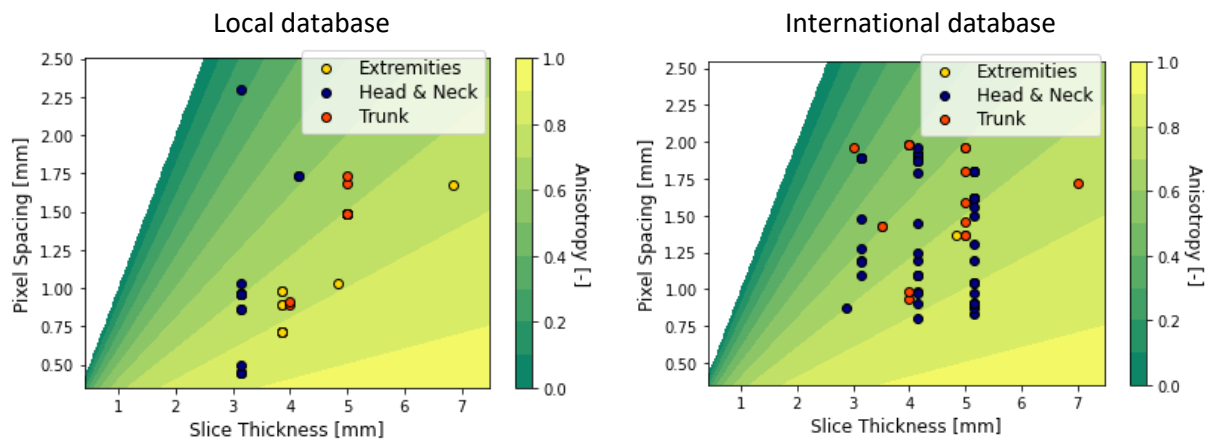 Local database
2.50
2.25
2.00
1.75
1.50
1.25
1.00
0.75
0.50
Pixel Spacing [mm]
1 2 3 4 5 6 7
Slice Thickness [mm]
Extremities
Head & Neck
Trunk
1.0
0.8
0.6
0.4
0.2
0.0
Anisotropy [-]
International database
2.50
2.25
2.00
1.75
1.50
1.25
1.00
0.75
0.50
Pixel Spacing [mm]
1 2 3 4 5 6 7
Slice Thickness [mm]
Extremities
Head & Neck
Trunk
1.0
0.8
0.6
0.4
0.2
0.0
Anisotropy [-]